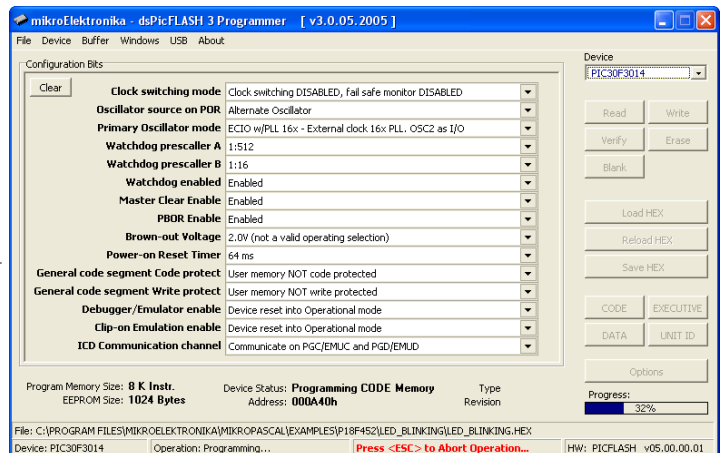 mikroElektronika - dsPicFLASH 3 Programmer [ v3.0.05.2005 ]
File Device Buffer Windows USB About
Configuration Bits
Clear
Clock switching mode Clock switching DISABLED, fail safe monitor DISABLED
Oscillator source on POR Alternate Oscillator
Primary Oscillator mode ECIO w/PLL 16x - External clock 16x PLL. OSC2 as I/O
Watchdog prescaller A 1:512
Watchdog prescaller B 1:16
Watchdog enabled Enabled
Master Clear Enable Enabled
PBOR Enable Enabled
Brown-out Voltage 2.0V (not a valid operating selection)
Power-on Reset Timer 64 ms
General code segment Code protect User memory NOT code protected
General code segment Write protect User memory NOT write protected
Debugger/Emulator enable Device reset into Operational mode
Clip-on Emulation enable Device reset into Operational mode
ICD Communication channel Communicate on PGC/EMUC and PGD/EMUD
Device
PIC30F3014
Read Write
Verify Erase
Blank
Load HEX
Reload HEX
Save HEX
CODE EXECUTIVE
DATA UNIT ID
Options
Program Memory Size: 8 K Instr. Device Status: Programming CODE Memory Type
EEPROM Size: 1024 Bytes Address: 000A40h Revision
Progress:
32%
File: C:\PROGRAM FILES\MIKROELEKTRONIKA\MIKROPASCAL\EXAMPLES\P18F452\LED_BLINKING\LED_BLINKING.HEX
Device: PIC30F3014 Operation: Programming... Press <ESC> to Abort Operation... HW: PICFLASH v05.00.00.01